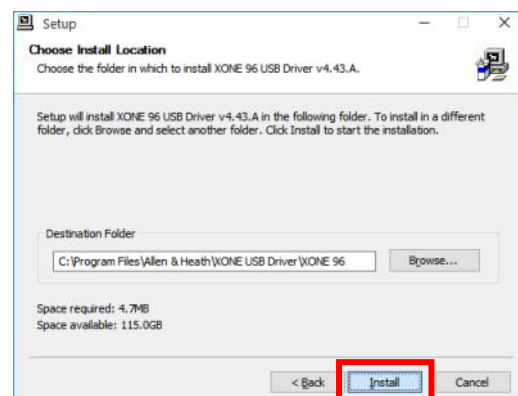 Setup
Choose Install Location
Choose the folder in which to install XONE 96 USB Driver v4.43.A.
Setup will install XONE 96 USB Driver v4.43.A in the following folder. To install in a different
folder, click Browse and select another folder. Click Install to start the installation.
Destination Folder
C:\Program Files\Allen & Heath\XONE USB Driver\XONE 96
Browse...
Space required: 4.7MB
Space available: 115.0GB
< Back
Install
Cancel